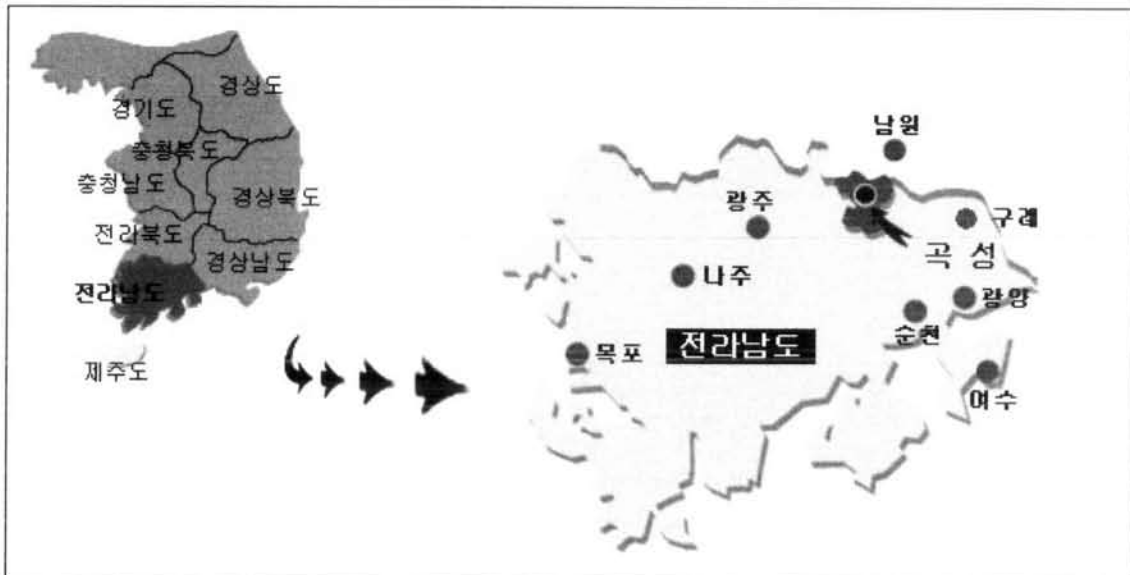 경상도
경기도
충청북도
충청남도
경상북도
전라북도
경상남도
전라남도
제주도
남원
광주
구례
곡성
나주
광양
순천
전라남도
목포
여수